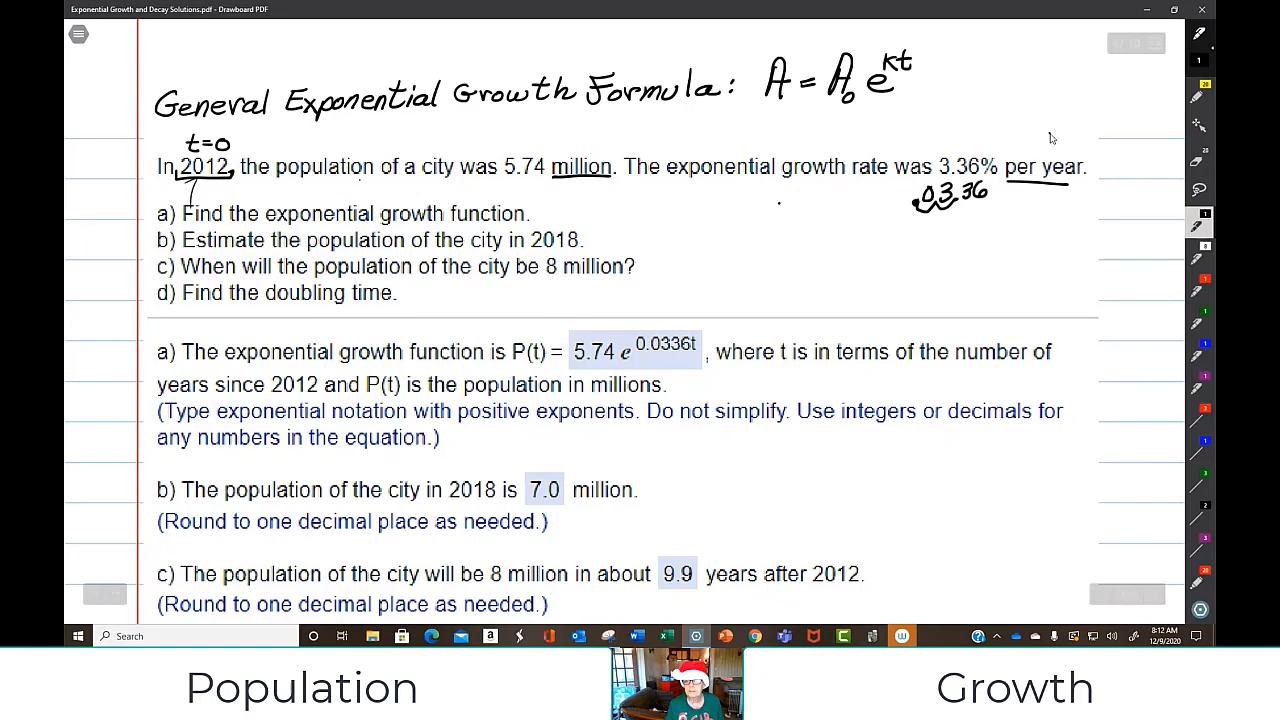 Exponential Growth and Decay Solutions.pdf - Drawboard PDF
General Exponential Growth Formula: A = A₀ e^kt
t=0
In 2012, the population of a city was 5.74 million. The exponential growth rate was 3.36% per year.
.03.36
a) Find the exponential growth function.
b) Estimate the population of the city in 2018.
c) When will the population of the city be 8 million?
d) Find the doubling time.
a) The exponential growth function is P(t) = 5.74 e^0.0336t , where t is in terms of the number of
years since 2012 and P(t) is the population in millions.
(Type exponential notation with positive exponents. Do not simplify. Use integers or decimals for
any numbers in the equation.)
b) The population of the city in 2018 is 7.0 million.
(Round to one decimal place as needed.)
c) The population of the city will be 8 million in about 9.9 years after 2012.
(Round to one decimal place as needed.)
Search
8:12 AM
12/9/2020
Population Growth